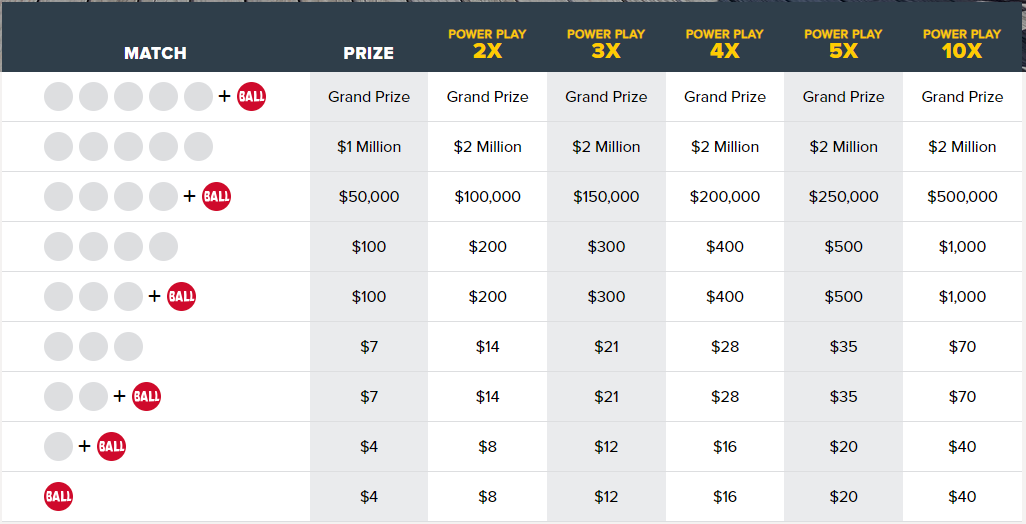 MATCH PRIZE POWER PLAY 2X POWER PLAY 3X POWER PLAY 4X POWER PLAY 5X POWER PLAY 10X
+ BALL Grand Prize Grand Prize Grand Prize Grand Prize Grand Prize Grand Prize
$1 Million $2 Million $2 Million $2 Million $2 Million $2 Million
+ BALL $50,000 $100,000 $150,000 $200,000 $250,000 $500,000
$100 $200 $300 $400 $500 $1,000
+ BALL $100 $200 $300 $400 $500 $1,000
$7 $14 $21 $28 $35 $70
+ BALL $7 $14 $21 $28 $35 $70
+ BALL $4 $8 $12 $16 $20 $40
BALL $4 $8 $12 $16 $20 $40